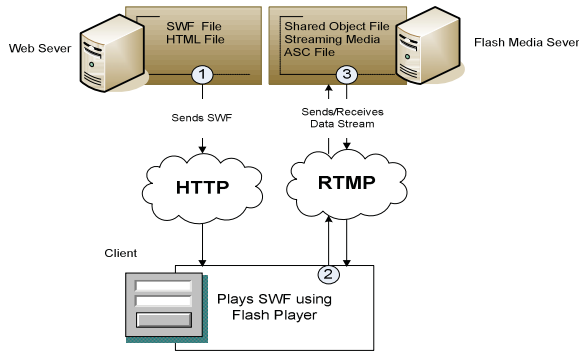 Web Sever
SWF File
HTML File
1
Shared Object File
Streaming Media
ASC File
3
Flash Media Sever
Sends SWF
Sends/Receives
Data Stream
HTTP
RTMP
Client
2
Plays SWF using
Flash Player